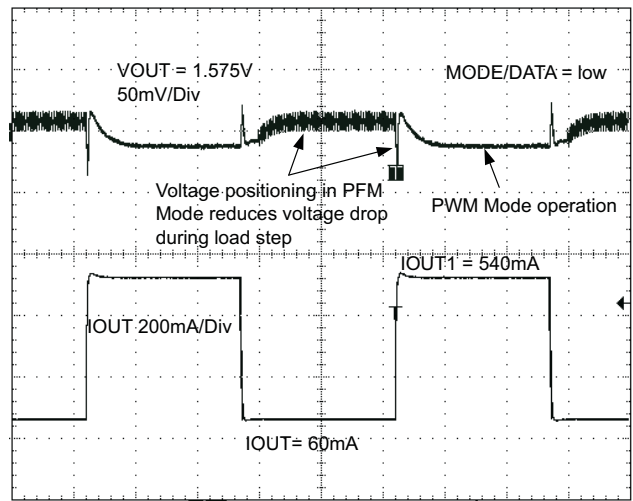 VOUT = 1.575V
50mV/Div
MODE/DATA = low
Voltage positioning in PFM
Mode reduces voltage drop
during load step
PWM Mode operation
IOUT1 = 540mA
IOUT 200mA/Div
IOUT= 60mA